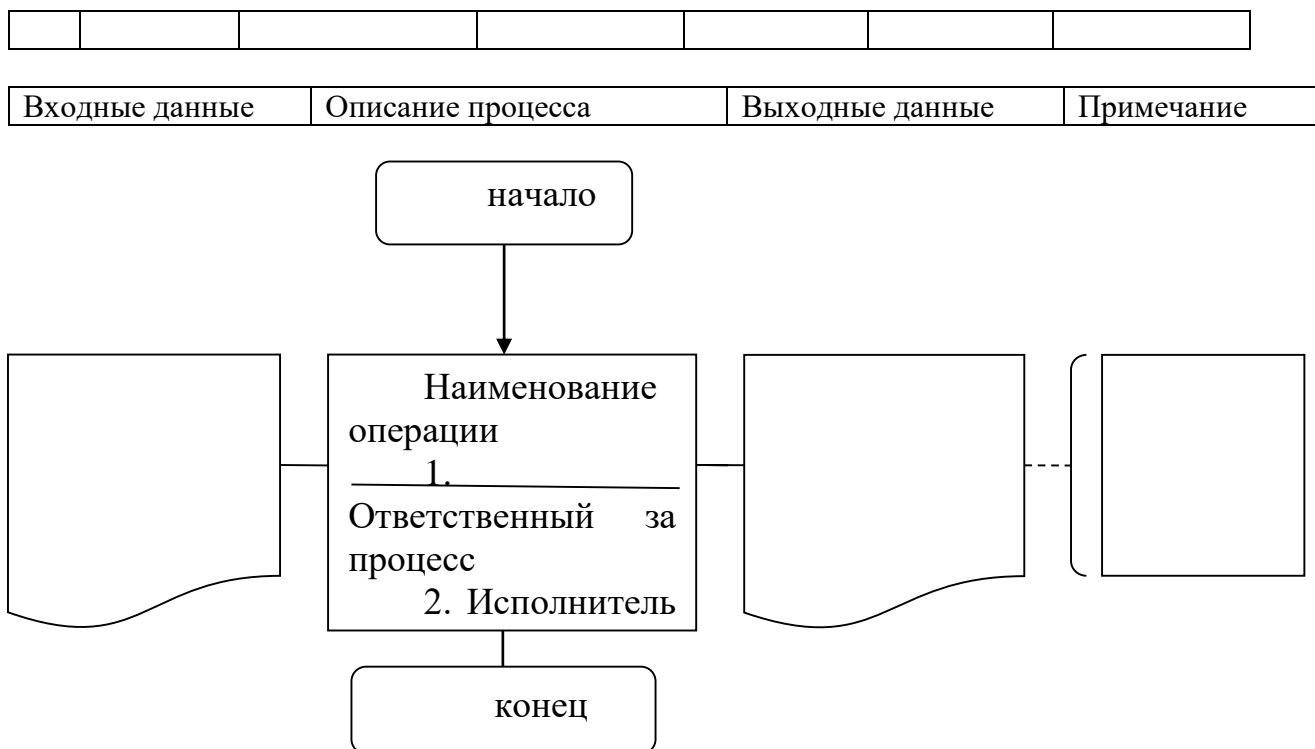 Входные данные
Описание процесса
Выходные данные
Примечание
начало
Наименование
операции
1.
Ответственный за
процесс
2. Исполнитель
конец